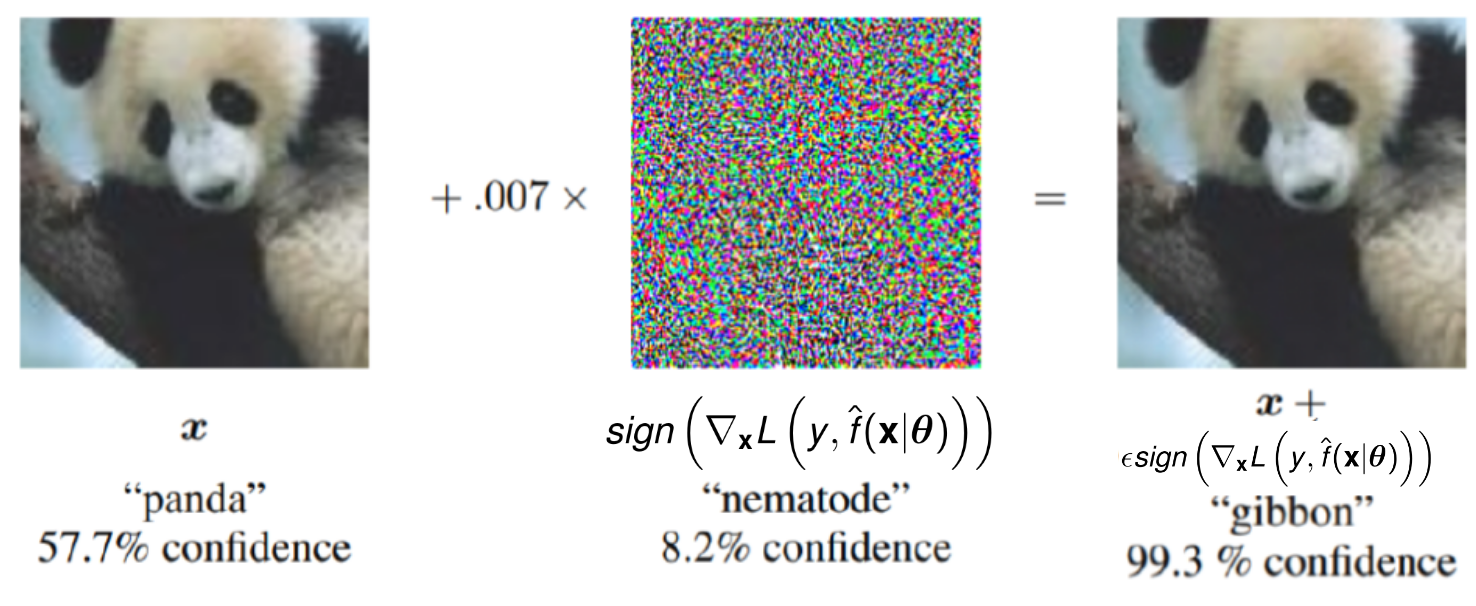 + .007 ×
=
x
sign(∇ₓL(y, f̂(x|θ)))
x +
ϵsign(∇ₓL(y, f̂(x|θ)))
“panda”
57.7% confidence
“nematode”
8.2% confidence
“gibbon”
99.3 % confidence